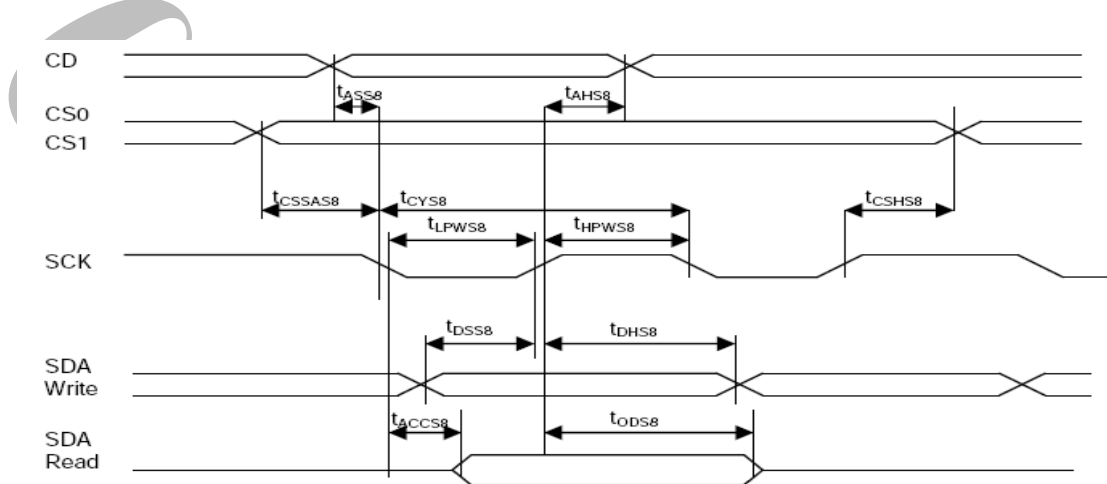 CD
tASS8 tAHS8
CS0
CS1
tCSSAS8 tCYS8 tCSHS8
tLPWS8 tHPWS8
SCK
tDSS8 tDHS8
SDA
Write
tACCS8 tODS8
SDA
Read